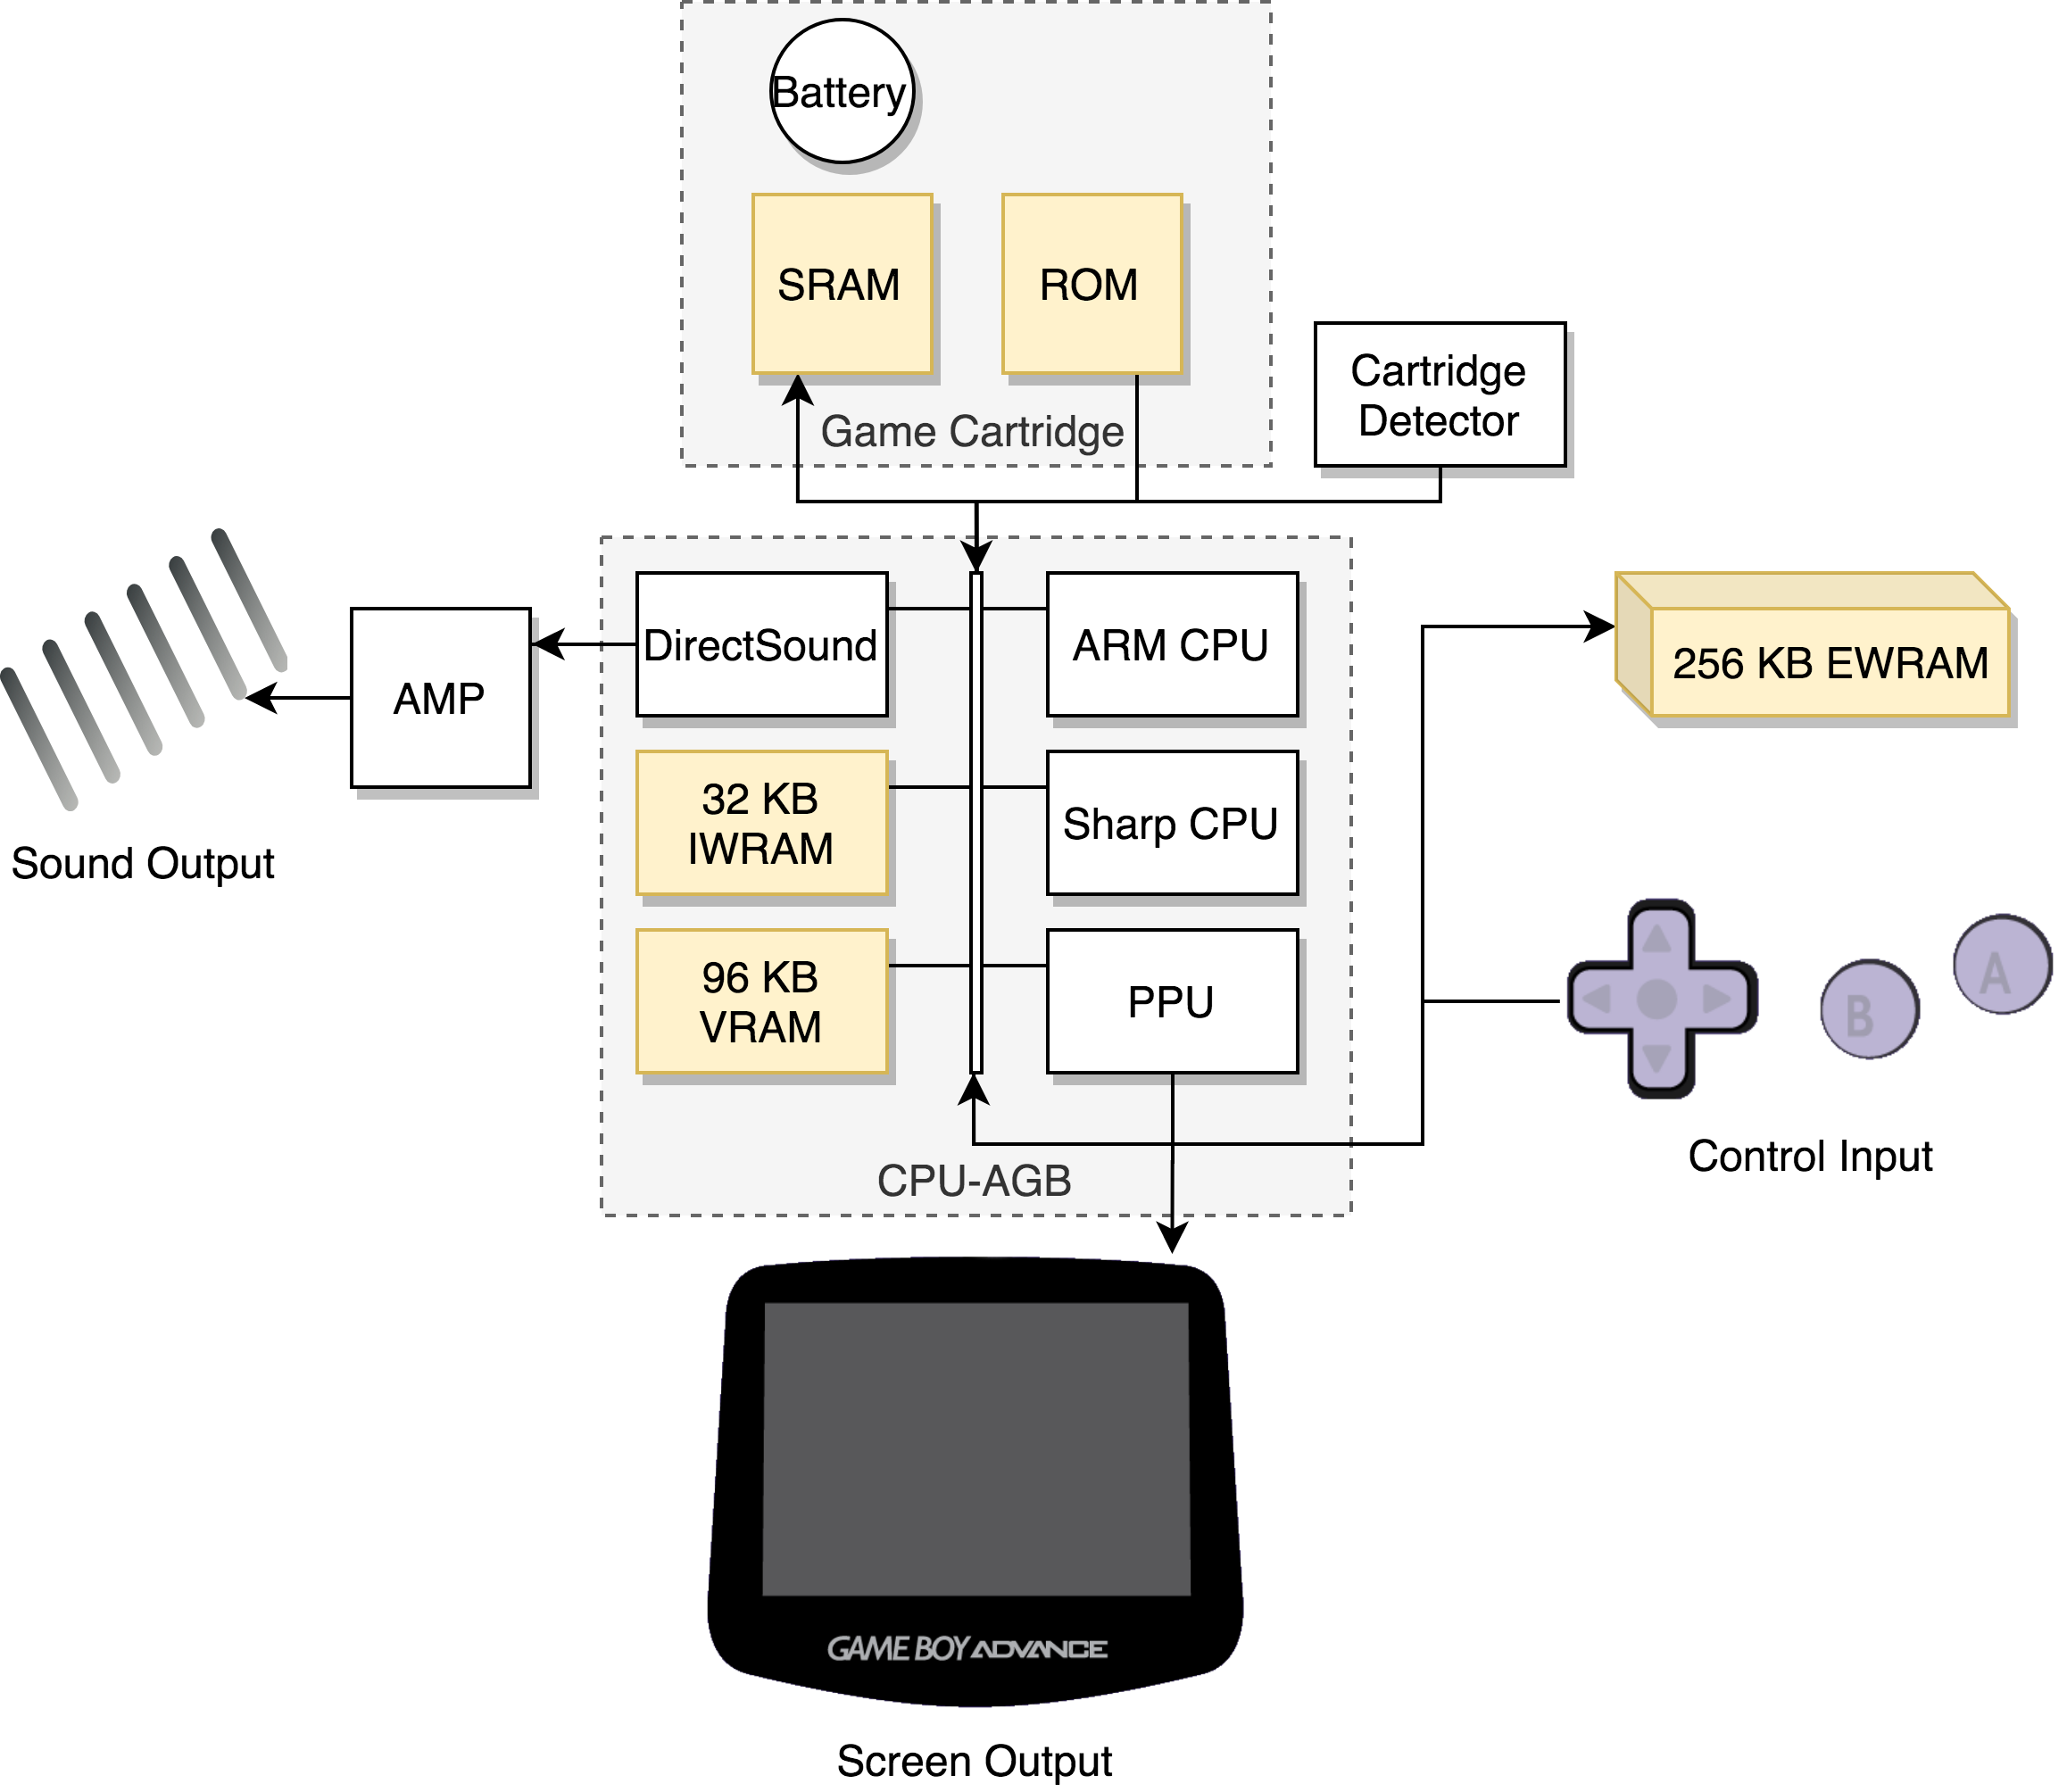 Battery
SRAM
ROM
Game Cartridge
Cartridge
Detector
DirectSound
ARM CPU
256 KB EWRAM
AMP
32 KB
IWRAM
Sharp CPU
Sound Output
96 KB
VRAM
PPU
A
B
Control Input
CPU-AGB
GAME BOY ADVANCE
Screen Output